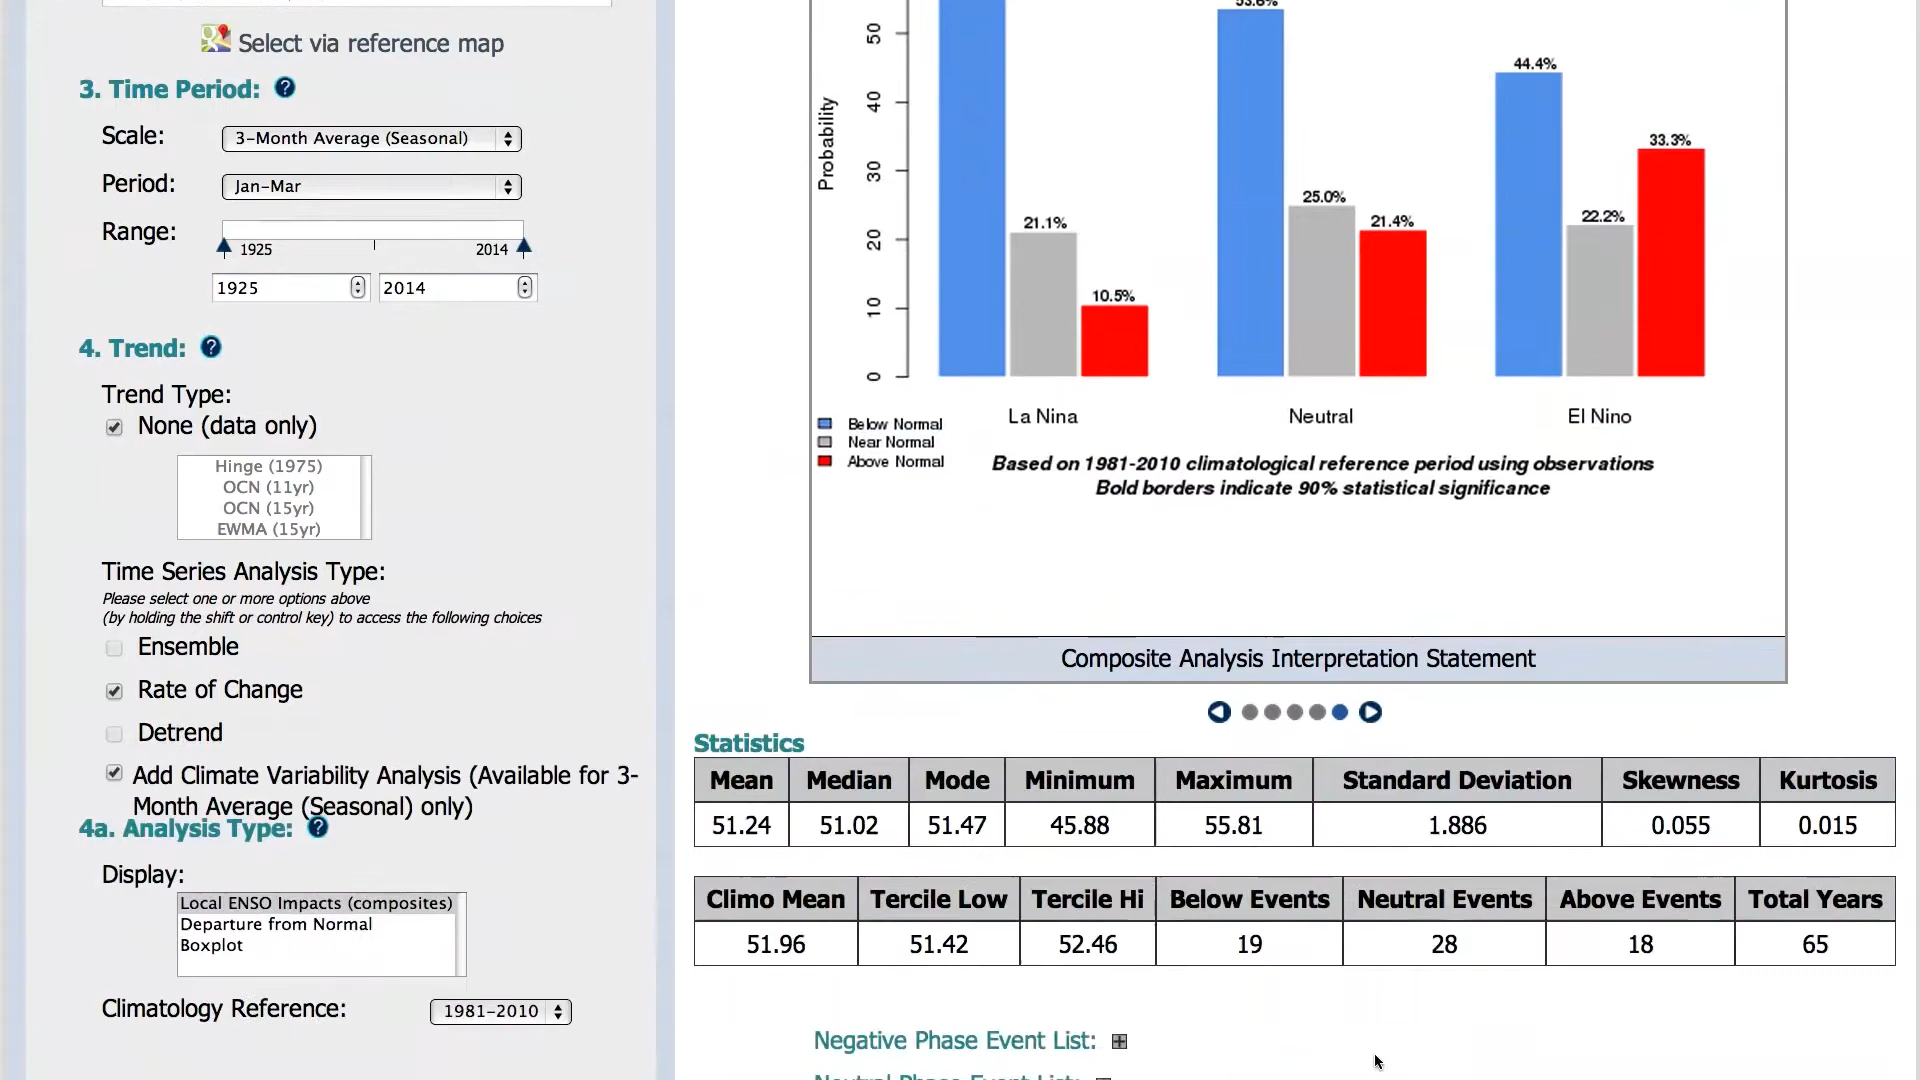 Select via reference map
3. Time Period: ?
Scale: 3-Month Average (Seasonal)
Period: Jan-Mar
Range:
1925 2014
1925 2014
4. Trend: ?
Trend Type:
None (data only)
Hinge (1975)
OCN (11yr)
OCN (15yr)
EWMA (15yr)
Time Series Analysis Type:
Please select one or more options above
(by holding the shift or control key) to access the following choices
Ensemble
Rate of Change
Detrend
Add Climate Variability Analysis (Available for 3-
Month Average (Seasonal) only)
4a. Analysis Type: ?
Display:
Local ENSO Impacts (composites)
Departure from Normal
Boxplot
Climatology Reference: 1981-2010
Probability
50
40
30
20
10
0
21.1%
10.5%
53.6%
25.0%
21.4%
44.4%
22.2%
33.3%
La Nina Neutral El Nino
Below Normal
Near Normal
Above Normal
Based on 1981-2010 climatological reference period using observations
Bold borders indicate 90% statistical significance
Composite Analysis Interpretation Statement
Statistics
Mean Median Mode Minimum Maximum Standard Deviation Skewness Kurtosis
51.24 51.02 51.47 45.88 55.81 1.886 0.055 0.015
Climo Mean Tercile Low Tercile Hi Below Events Neutral Events Above Events Total Years
51.96 51.42 52.46 19 28 18 65
Negative Phase Event List:
Neutral Phase Event List: